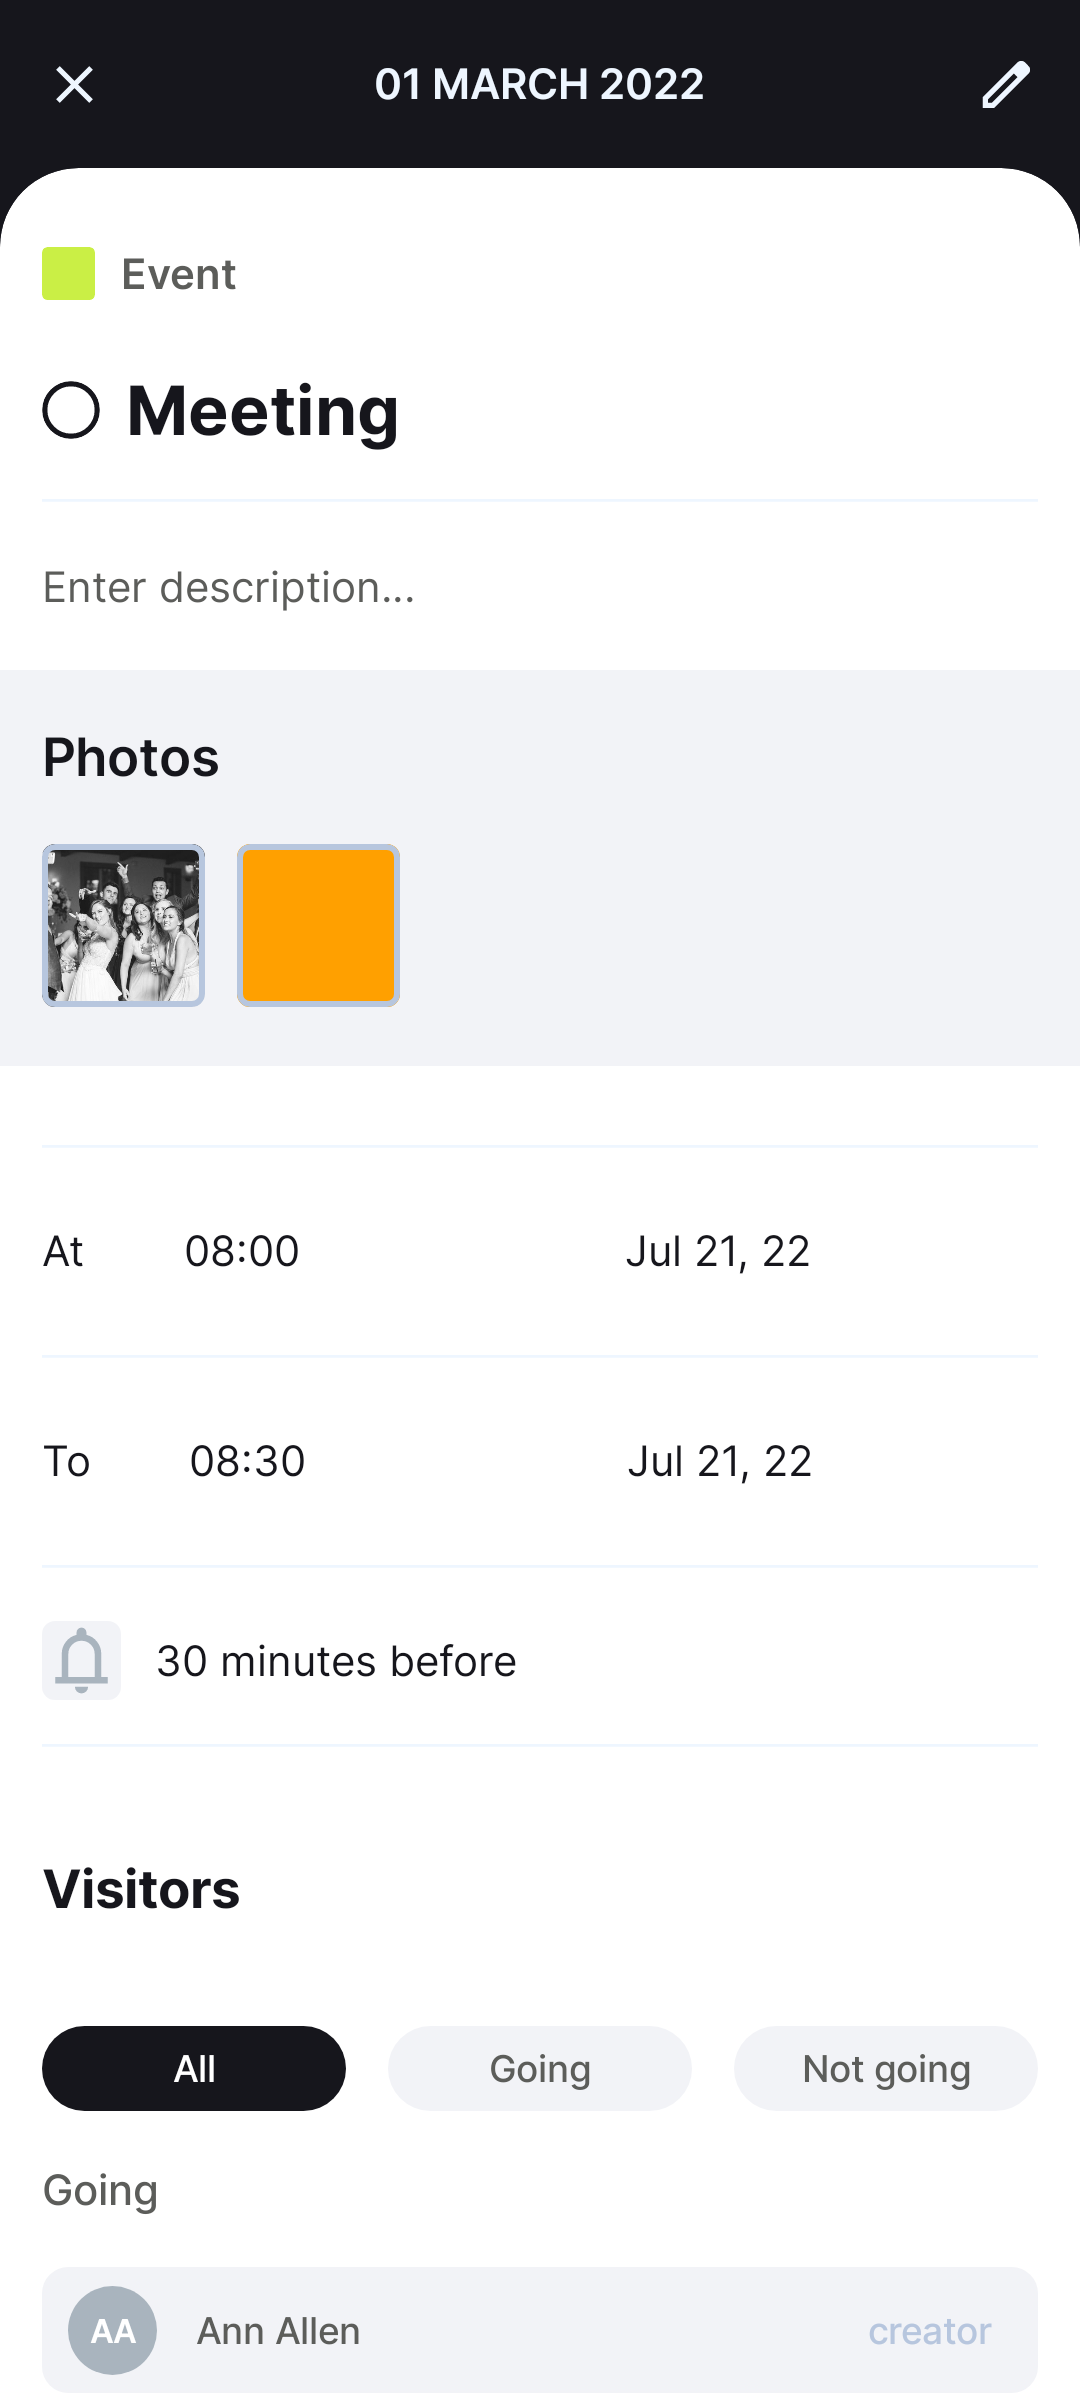 01 MARCH 2022
Event
Meeting
Enter description...
Photos
At 08:00 Jul 21, 22
To 08:30 Jul 21, 22
30 minutes before
Visitors
All Going Not going
Going
AA Ann Allen creator